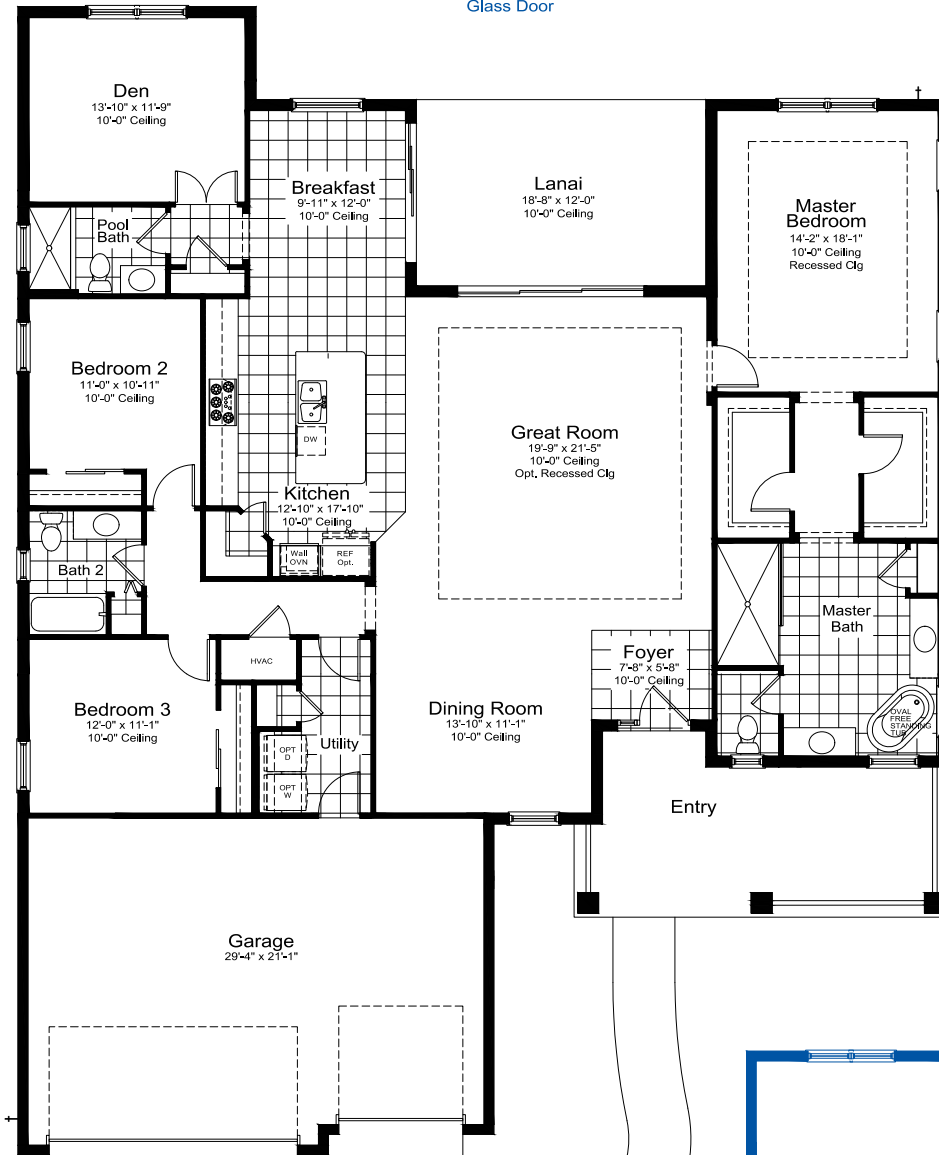 Glass Door
Den
13'-10" x 11'-9"
10'-0" Ceiling
Breakfast
9'-11" x 12'-0"
10'-0" Ceiling
Lanai
18'-8" x 12'-0"
10'-0" Ceiling
Master
Bedroom
14'-2" x 18'-1"
10'-0" Ceiling
Recessed Clg
Pool
Bath
Bedroom 2
11'-0" x 10'-11"
10'-0" Ceiling
DW
Great Room
19'-9" x 21'-5"
10'-0" Ceiling
Opt. Recessed Clg
Kitchen
12'-10" x 17'-10"
10'-0" Ceiling
Wall
OVN
REF
Opt.
Bath 2
Master
Bath
HVAC
Foyer
7'-8" x 5'-8"
10'-0" Ceiling
Bedroom 3
12'-0" x 11'-1"
10'-0" Ceiling
Dining Room
13'-10" x 11'-1"
10'-0" Ceiling
Utility
OPT
D
OPT
W
OVAL
FREE
STANDING
TUB
Entry
Garage
29'-4" x 21'-1"